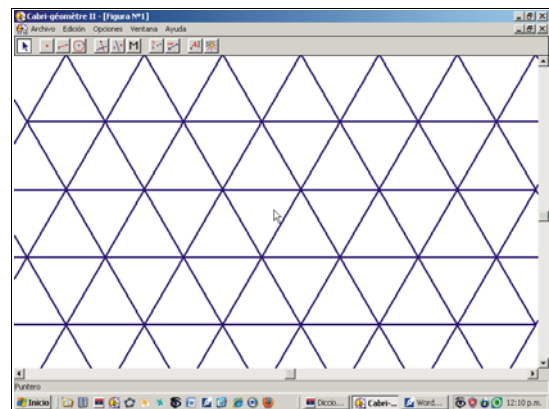 Cabri-géomètre II - [Figura Nº1]
Archivo Edición Opciones Ventana Ayuda
Puntero
Inicio Diccio... Cabri-... Word... 12:10 p.m.